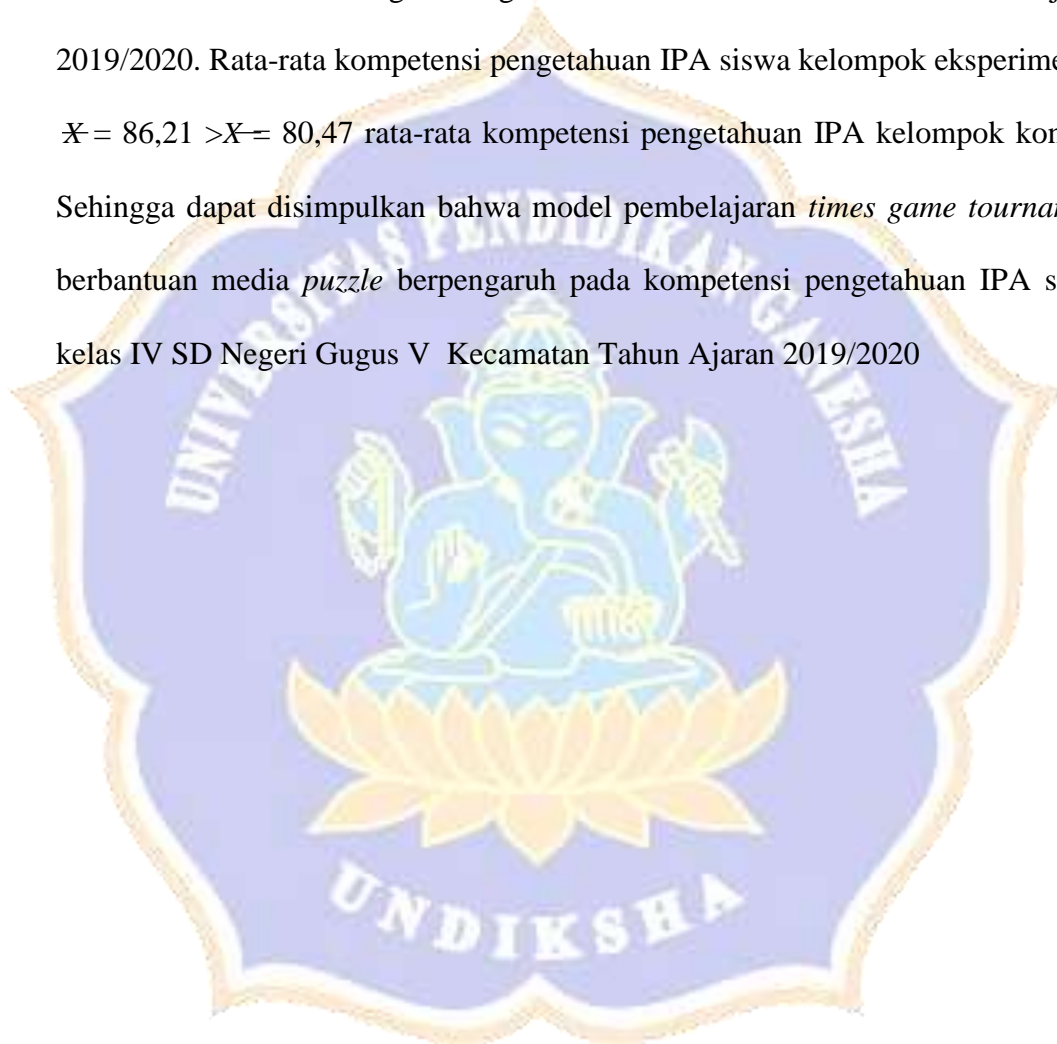 2019/2020. Rata-rata kompetensi pengetahuan IPA siswa kelompok eksperime
X = 86,21 >X = 80,47 rata-rata kompetensi pengetahuan IPA kelompok kon
Sehingga dapat disimpulkan bahwa model pembelajaran times game tourna
berbantuan media puzzle berpengaruh pada kompetensi pengetahuan IPA s
kelas IV SD Negeri Gugus V Kecamatan Tahun Ajaran 2019/2020
UNIVERSITAS PENDIDIKAN GANESHA
UNDIKSHA